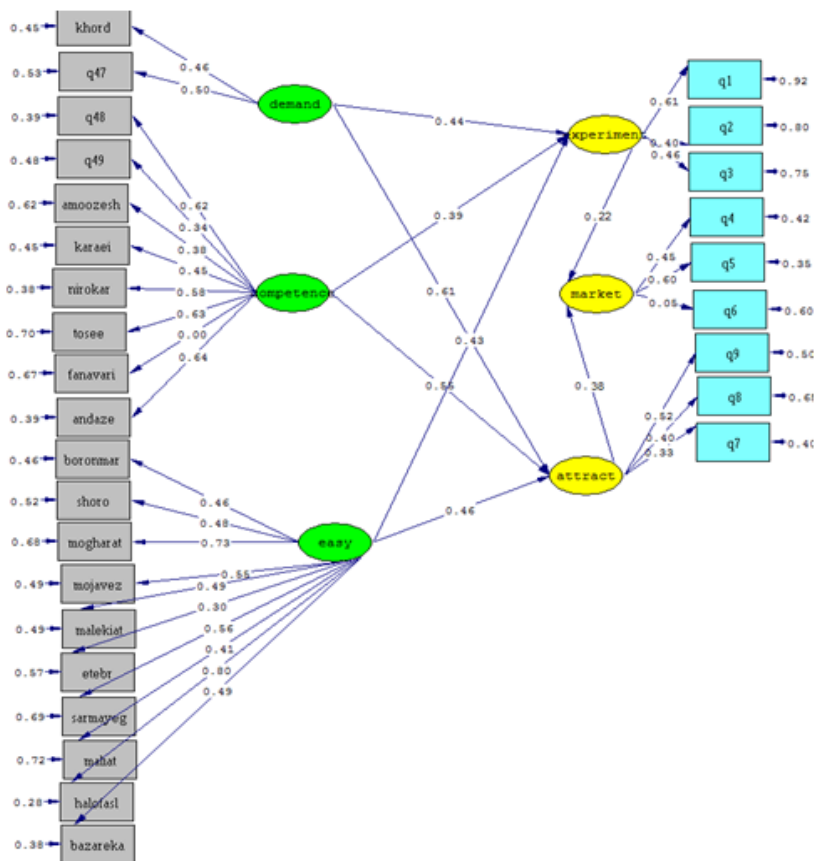 0.45 khord
0.46
0.53 q47
0.50
demand
0.39 q48
0.44
0.48 q49
0.62 amoozesh
0.62
0.34
0.38
0.45 karaei
0.45
0.38 nirokar
0.58
ompetence
0.39
0.70 tosee
0.63
0.67 fanavari
0.00
0.39 andaze
0.64
0.61
0.43
0.46 boronmar
0.46
0.52 shoro
0.48
0.68 mogharat
0.73
easy
0.46
0.49 mojavez
0.55
0.49
0.49 malekiat
0.30
0.57 etebr
0.56
0.69 sarmayeg
0.41
0.72
0.80
0.28 halofasl
0.49
0.38 bazareka
xperimen
0.61
0.40
0.46
q1 0.92
q2 0.80
q3 0.75
0.22
market
0.45
0.60
0.05
q4 0.42
q5 0.35
q6 0.60
0.38
attract
0.52
0.40
0.33
q9 0.50
q8
q7 0.40